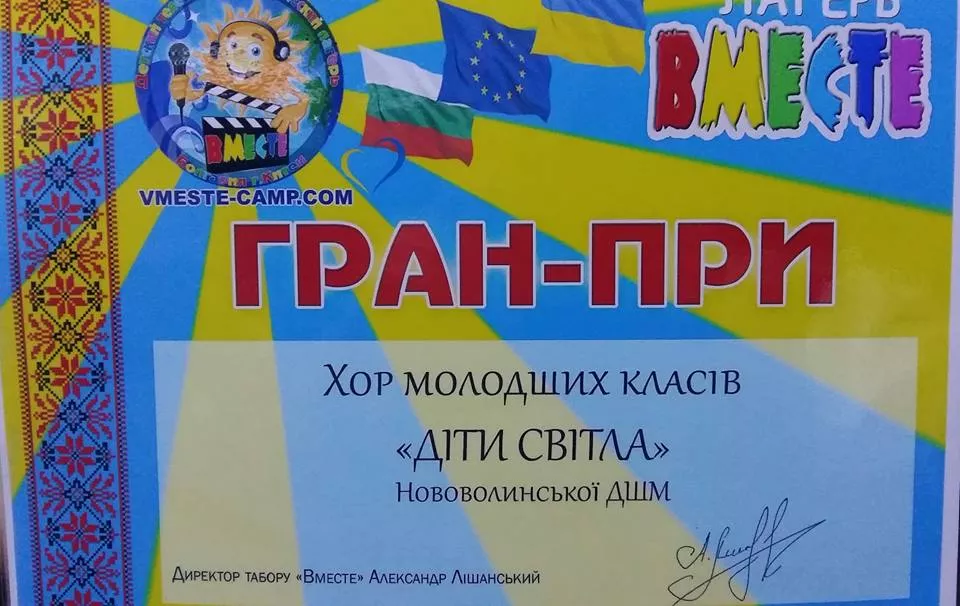 ЛАГЕРЬ
ВМЕСТЕ
ВМЕСТЕ
VMESTE-CAMP.COM
ГРАН-ПРИ
Хор молодших класів
«ДІТИ СВІТЛА»
Нововолинської ДШМ
Директор табору «Вместе» Александр Лішанський